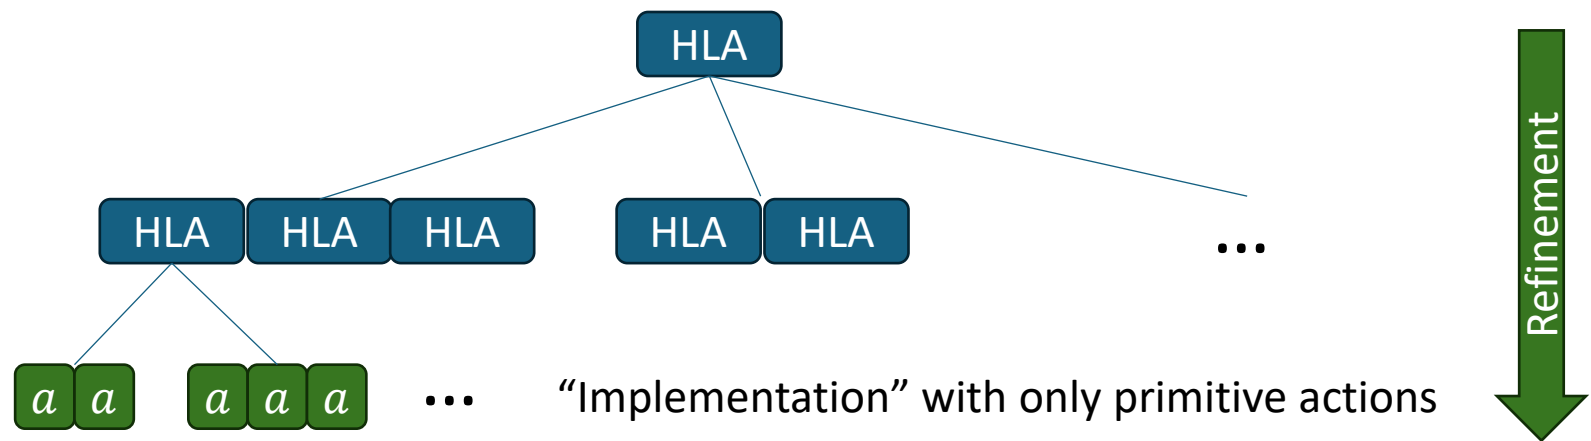 HLA
HLA HLA HLA HLA HLA ...
a a a a a ... “Implementation” with only primitive actions
Refinement